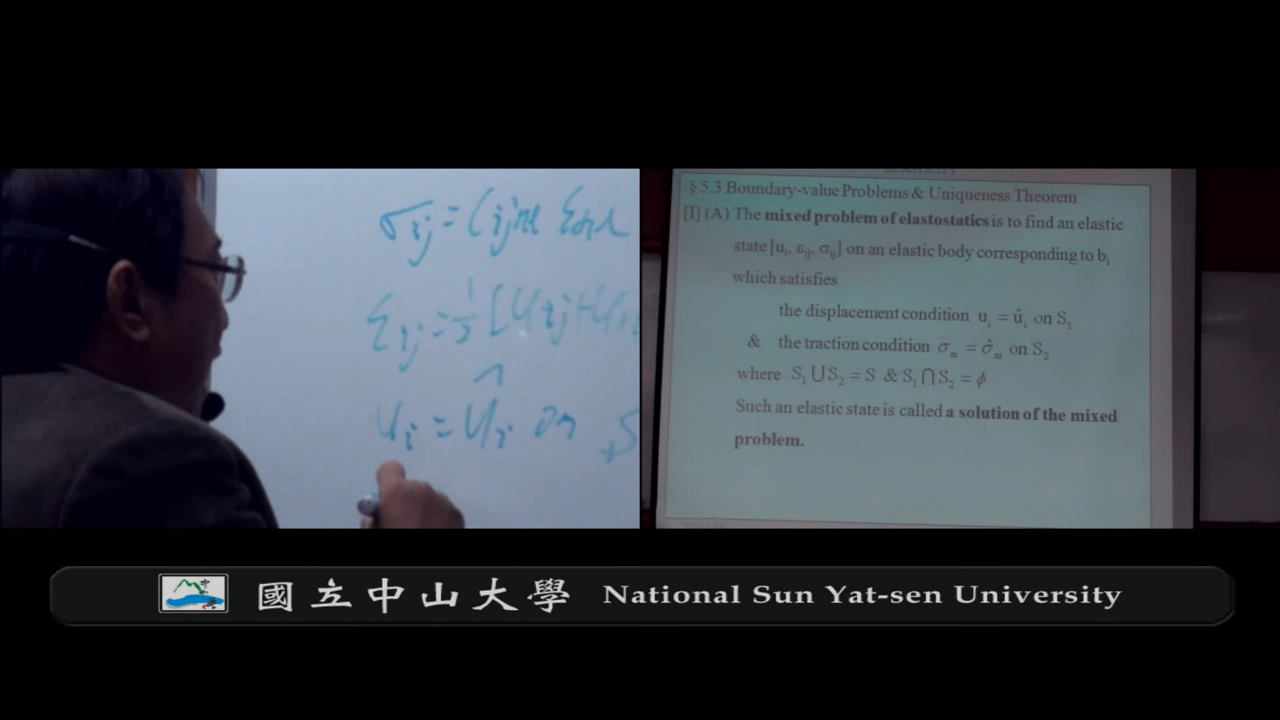 σij = Cijkl
εij = 1/2 [Ui,j + Ui
Ui = Ûi on S
§ 5.3 Boundary-value Problems & Uniqueness Theorem
[I] (A) The mixed problem of elastostatics is to find an elastic
state [uᵢ, εᵢⱼ, σᵢⱼ] on an elastic body corresponding to bᵢ
which satisfies
the displacement condition uᵢ = ûᵢ on S₁
& the traction condition σₙᵢ = σ̂ₙᵢ on S₂
where S₁ ⋃ S₂ = S & S₁ ⋂ S₂ = ϕ
Such an elastic state is called a solution of the mixed
problem.
國立中山大學 National Sun Yat-sen University